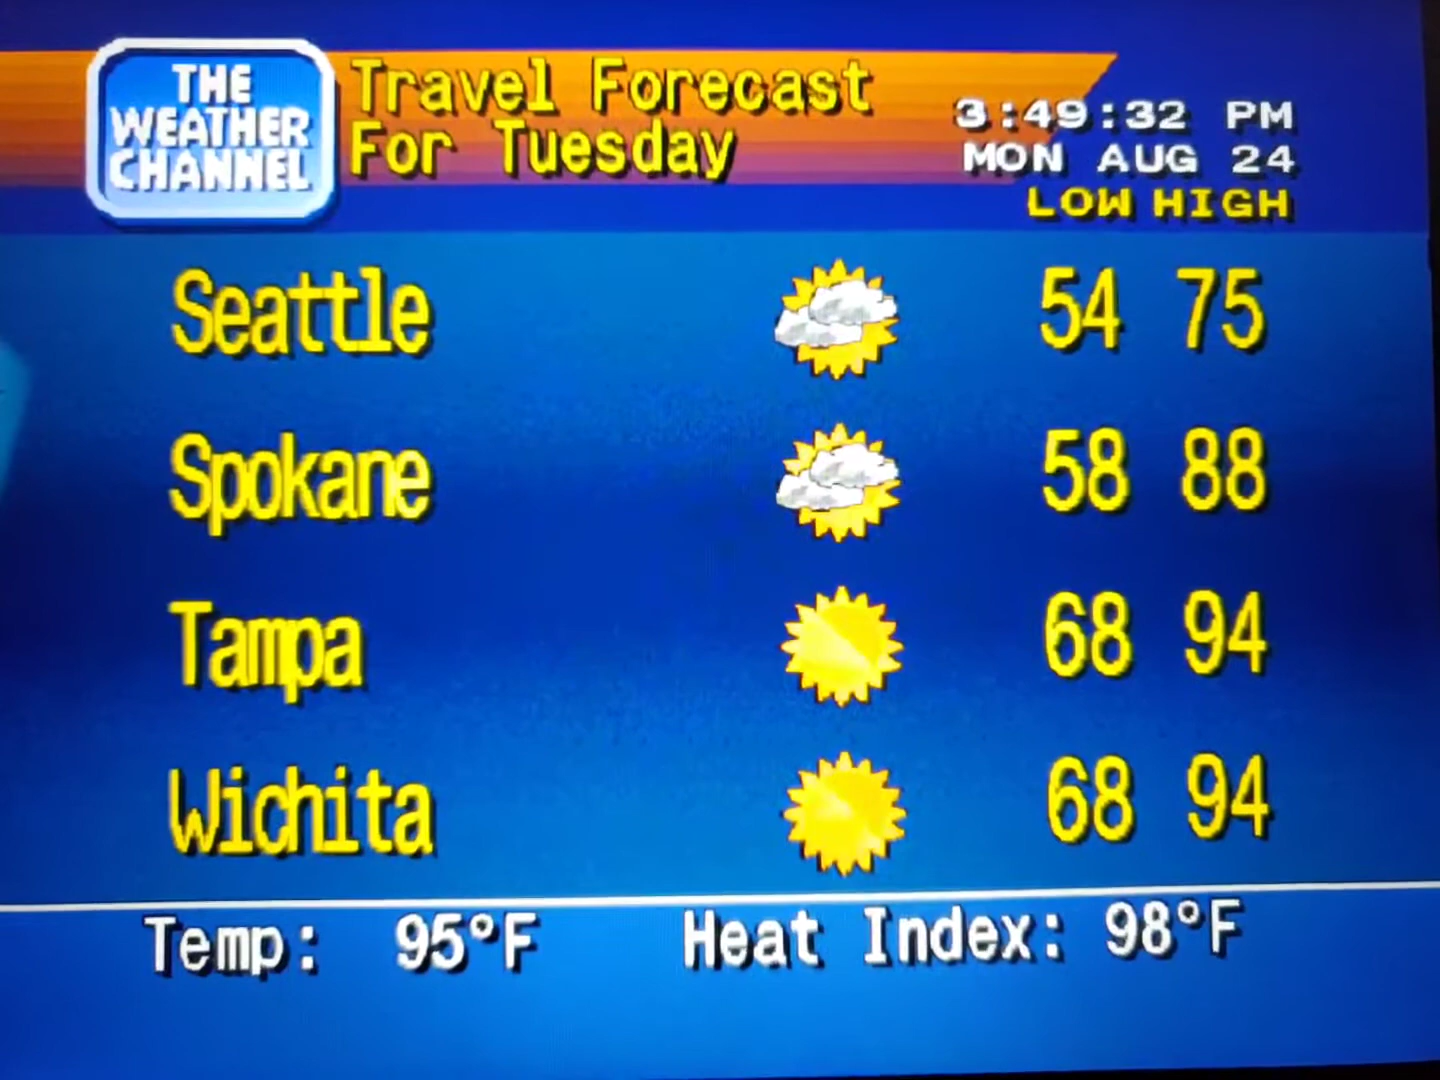 THE
WEATHER
CHANNEL
Travel Forecast
For Tuesday
3:49:32 PM
MON AUG 24
LOW HIGH
Seattle 54 75
Spokane 58 88
Tampa 68 94
Wichita 68 94
Temp: 95°F Heat Index: 98°F